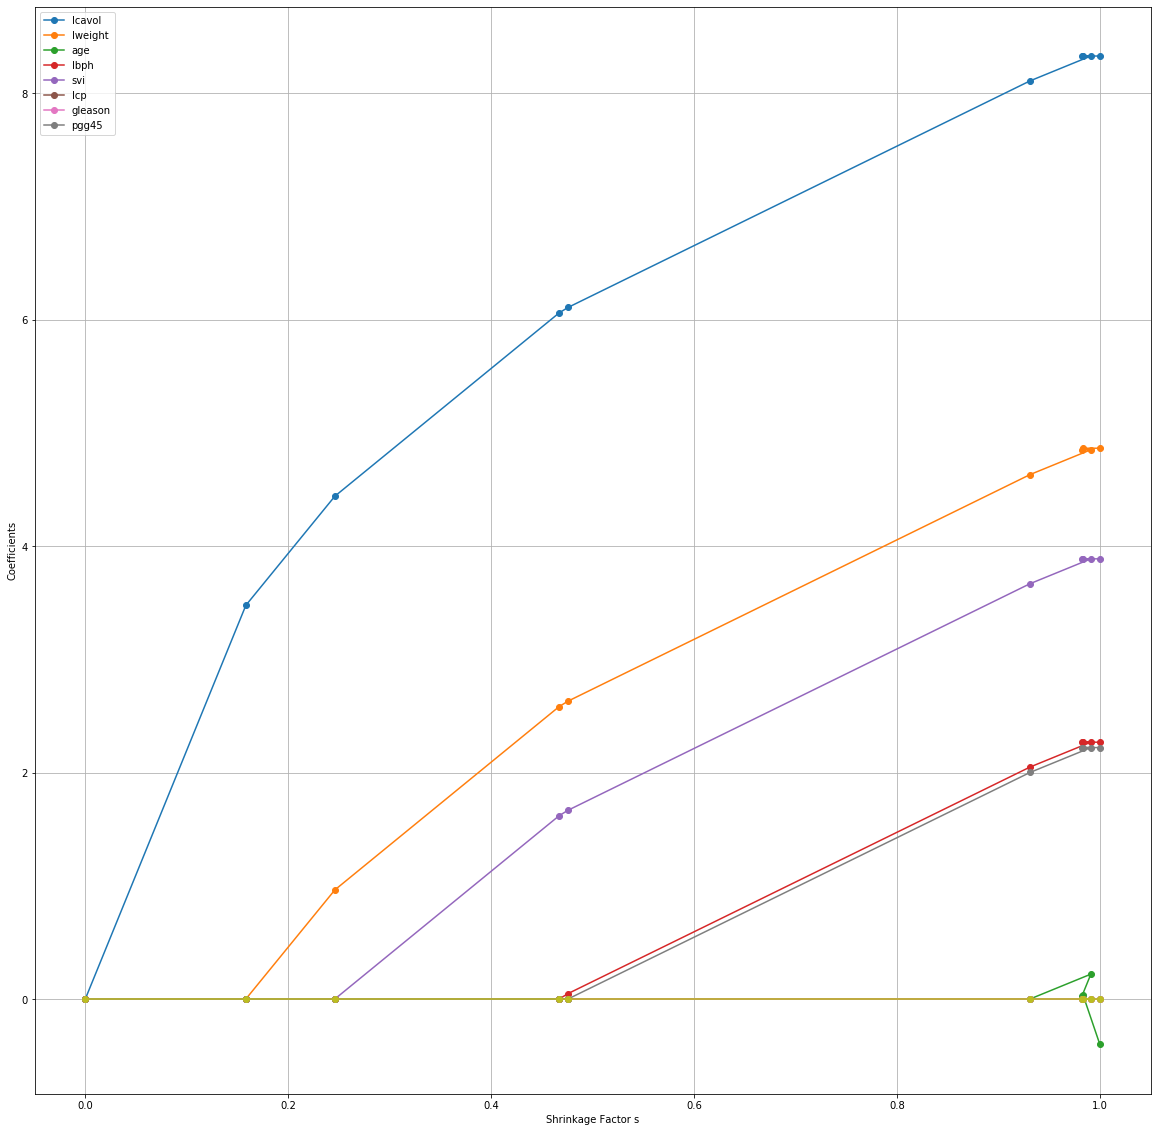 lcavol
lweight
age
lbph
svi
lcp
gleason
pgg45
8
6
4
2
0
Coefficients
0.0 0.2 0.4 0.6 0.8 1.0
Shrinkage Factor s